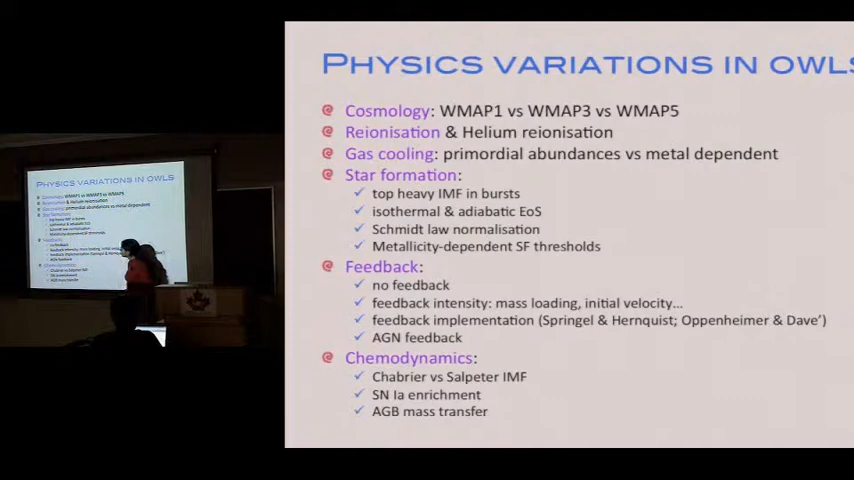 PHYSICS VARIATIONS IN OWLS
Cosmology: WMAP1 vs WMAP3 vs WMAP5
Reionisation & Helium reionisation
Gas cooling: primordial abundances vs metal dependent
Star formation:
top heavy IMF in bursts
isothermal & adiabatic EoS
Schmidt law normalisation
Metallicity-dependent SF thresholds
Feedback:
no feedback
feedback intensity: mass loading, initial velocity...
feedback implementation (Springel & Hernquist; Oppenheimer & Dave')
AGN feedback
Chemodynamics:
Chabrier vs Salpeter IMF
SN Ia enrichment
AGB mass transfer